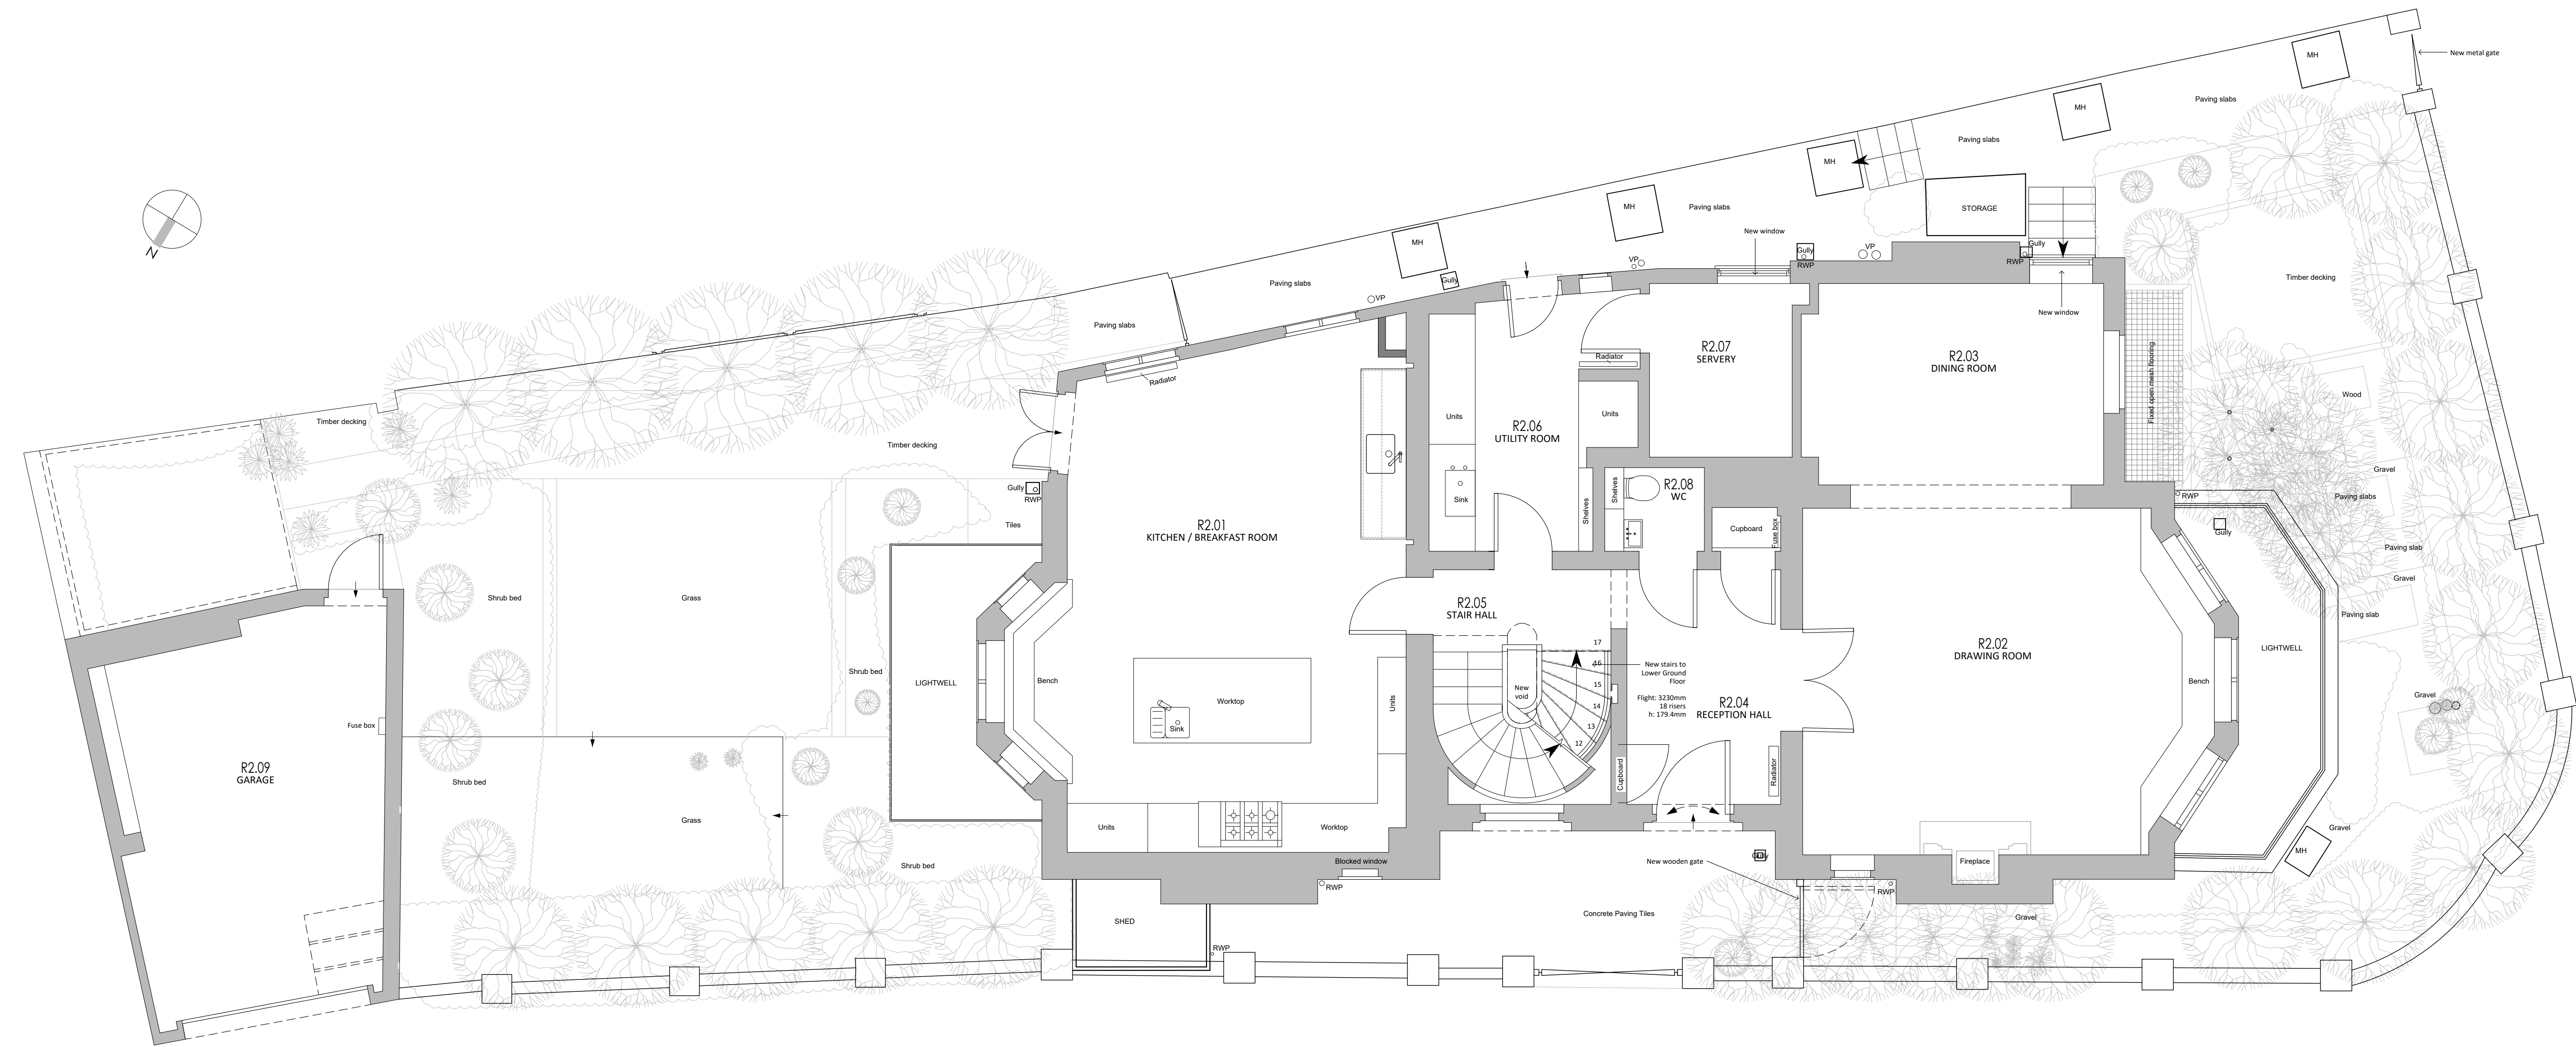 MH
New metal gate
Paving slabs
MH
MH
Paving slabs
MH
Paving slabs
STORAGE
MH
Gully
VP
RWP
New window
Gully
RWP
VP
VP
Gully
Paving slabs
VP
Paving slabs
N
Timber decking
New window
Fixed open mesh flooring
Radiator
Radiator
R2.07
SERVERY
R2.03
DINING ROOM
Wood
Units
Units
R2.06
UTILITY ROOM
Timber decking
Timber decking
Gravel
Gully
RWP
Tiles
Sink
Shelves
Shelves
R2.08
WC
Cupboard
Fuse box
RWP
Gully
Paving slabs
Paving slab
Gravel
Paving slab
R2.01
KITCHEN / BREAKFAST ROOM
Shrub bed
Grass
R2.05
STAIR HALL
17
16
15
14
13
12
New
void
New stairs to
Lower Ground
Floor
Flight: 3230mm
18 risers
h: 179.4mm
R2.04
RECEPTION HALL
R2.02
DRAWING ROOM
LIGHTWELL
Bench
Gravel
Shrub bed
LIGHTWELL
Bench
Worktop
Sink
Units
Fuse box
R2.09
GARAGE
Shrub bed
Grass
Units
Worktop
Cupboard
Radiator
Gravel
MH
Shrub bed
Blocked window
RWP
New wooden gate
Gully
Fireplace
RWP
SHED
RWP
Concrete Paving Tiles
Gravel